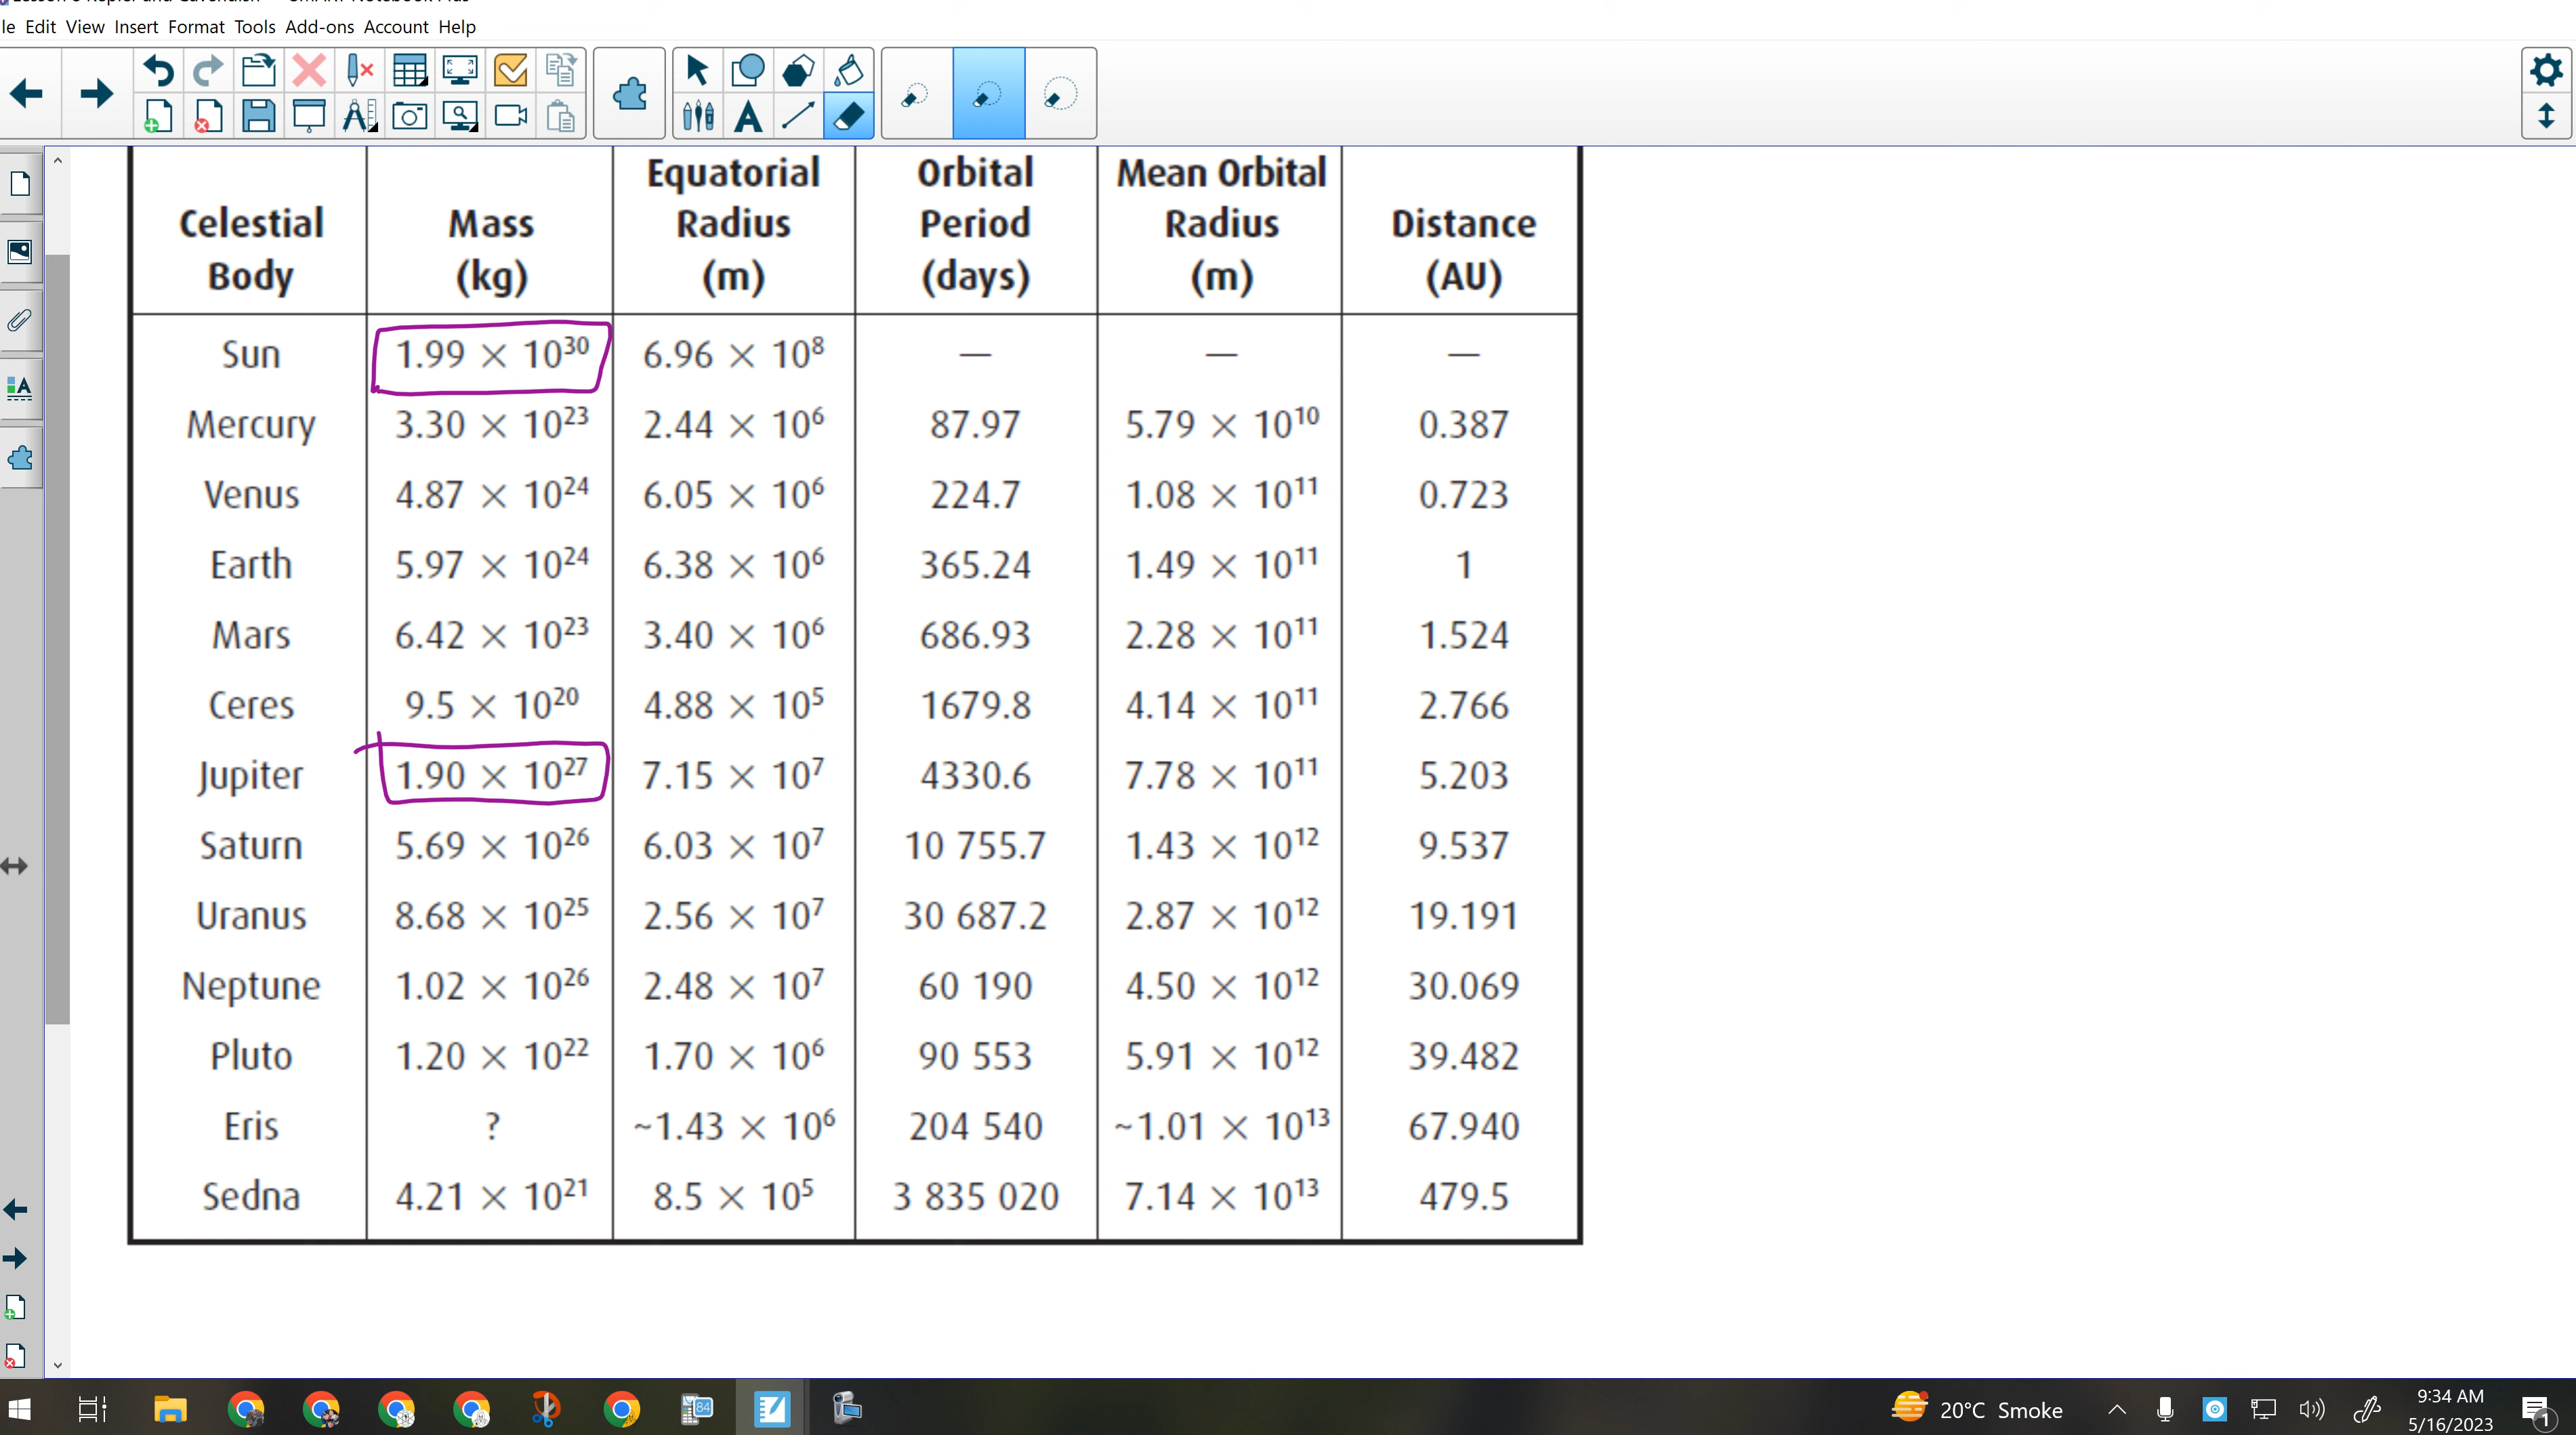 le Edit View Insert Format Tools Add-ons Account Help
Celestial Body | Mass (kg) | Equatorial Radius (m) | Orbital Period (days) | Mean Orbital Radius (m) | Distance (AU)
Sun 1.99 × 10³⁰ 6.96 × 10⁸ — — —
Mercury 3.30 × 10²³ 2.44 × 10⁶ 87.97 5.79 × 10¹⁰ 0.387
Venus 4.87 × 10²⁴ 6.05 × 10⁶ 224.7 1.08 × 10¹¹ 0.723
Earth 5.97 × 10²⁴ 6.38 × 10⁶ 365.24 1.49 × 10¹¹ 1
Mars 6.42 × 10²³ 3.40 × 10⁶ 686.93 2.28 × 10¹¹ 1.524
Ceres 9.5 × 10²⁰ 4.88 × 10⁵ 1679.8 4.14 × 10¹¹ 2.766
Jupiter 1.90 × 10²⁷ 7.15 × 10⁷ 4330.6 7.78 × 10¹¹ 5.203
Saturn 5.69 × 10²⁶ 6.03 × 10⁷ 10 755.7 1.43 × 10¹² 9.537
Uranus 8.68 × 10²⁵ 2.56 × 10⁷ 30 687.2 2.87 × 10¹² 19.191
Neptune 1.02 × 10²⁶ 2.48 × 10⁷ 60 190 4.50 × 10¹² 30.069
Pluto 1.20 × 10²² 1.70 × 10⁶ 90 553 5.91 × 10¹² 39.482
Eris ? ~1.43 × 10⁶ 204 540 ~1.01 × 10¹³ 67.940
Sedna 4.21 × 10²¹ 8.5 × 10⁵ 3 835 020 7.14 × 10¹³ 479.5
84
20°C Smoke
9:34 AM
5/16/2023
1